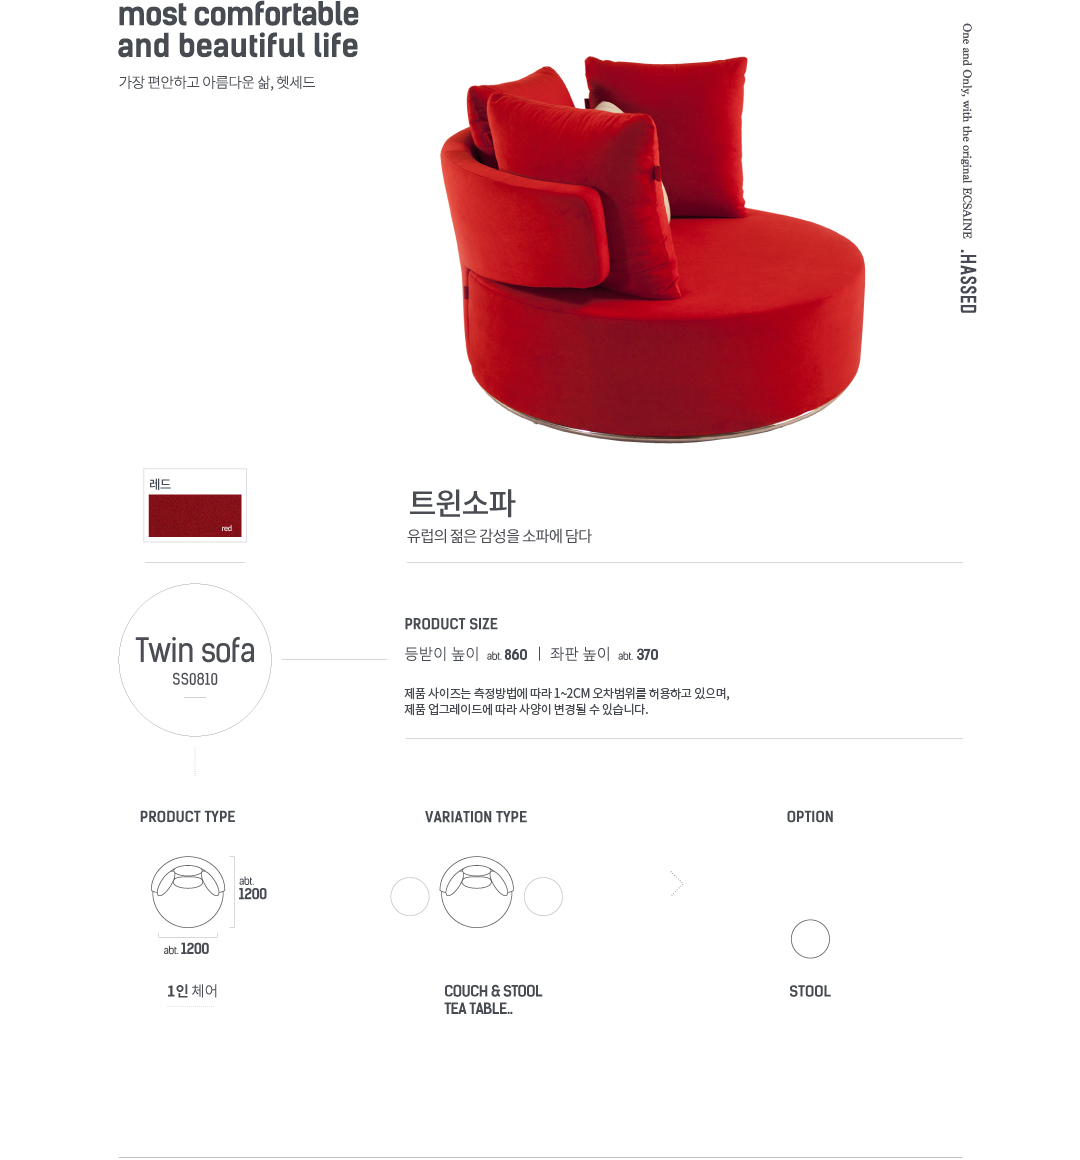 most comfortable
and beautiful life
가장 편안하고 아름다운 삶, 헷세드
One and Only, with the original ECSAINE .HASSED
레드
red
트윈소파
유럽의 젊은 감성을 소파에 담다
Twin sofa
SS0810
PRODUCT SIZE
등받이 높이 abt. 860 | 좌판 높이 abt. 370
제품 사이즈는 측정방법에 따라 1~2CM 오차범위를 허용하고 있으며,
제품 업그레이드에 따라 사양이 변경될 수 있습니다.
PRODUCT TYPE
abt.
1200
abt. 1200
1인 체어
VARIATION TYPE
COUCH & STOOL
TEA TABLE..
OPTION
STOOL